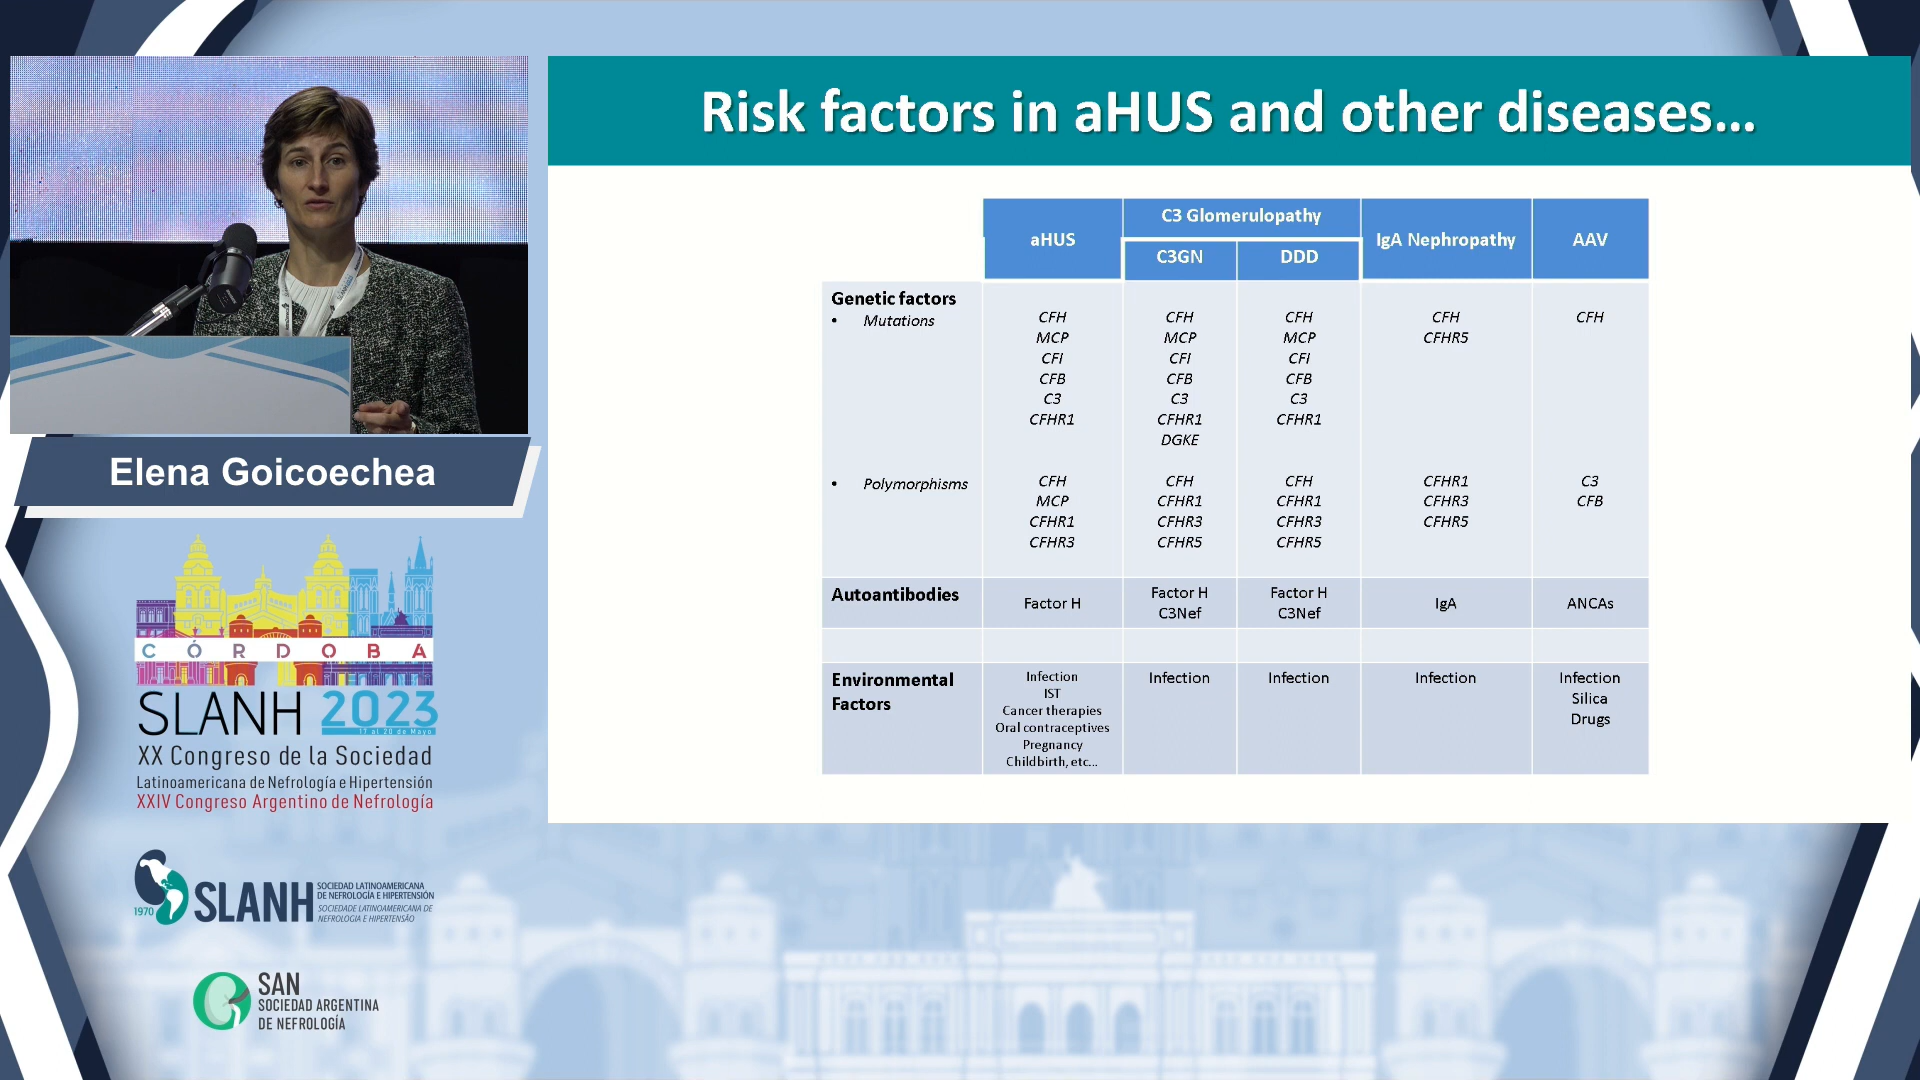 Risk factors in aHUS and other diseases...
aHUS
C3 Glomerulopathy
C3GN
DDD
IgA Nephropathy
AAV
Genetic factors
• Mutations
CFH
MCP
CFI
CFB
C3
CFHR1
CFH
MCP
CFI
CFB
C3
CFHR1
DGKE
CFH
MCP
CFI
CFB
C3
CFHR1
CFH
CFHR5
CFH
• Polymorphisms
CFH
MCP
CFHR1
CFHR3
CFH
CFHR1
CFHR3
CFHR5
CFH
CFHR1
CFHR3
CFHR5
CFHR1
CFHR3
CFHR5
C3
CFB
Autoantibodies
Factor H
Factor H
C3Nef
Factor H
C3Nef
IgA
ANCAs
Environmental
Factors
Infection
IST
Cancer therapies
Oral contraceptives
Pregnancy
Childbirth, etc...
Infection
Infection
Infection
Infection
Silica
Drugs
Elena Goicoechea
CÓRDOBA
SLANH 2023
17 al 20 de Mayo
XX Congreso de la Sociedad
Latinoamericana de Nefrología e Hipertensión
XXIV Congreso Argentino de Nefrología
1970
SLANH
SOCIEDAD LATINOAMERICANA
DE NEFROLOGÍA E HIPERTENSIÓN
SOCIEDADE LATINOAMERICANA DE
NEFROLOGIA E HIPERTENSÃO
SAN
SOCIEDAD ARGENTINA
DE NEFROLOGÍA